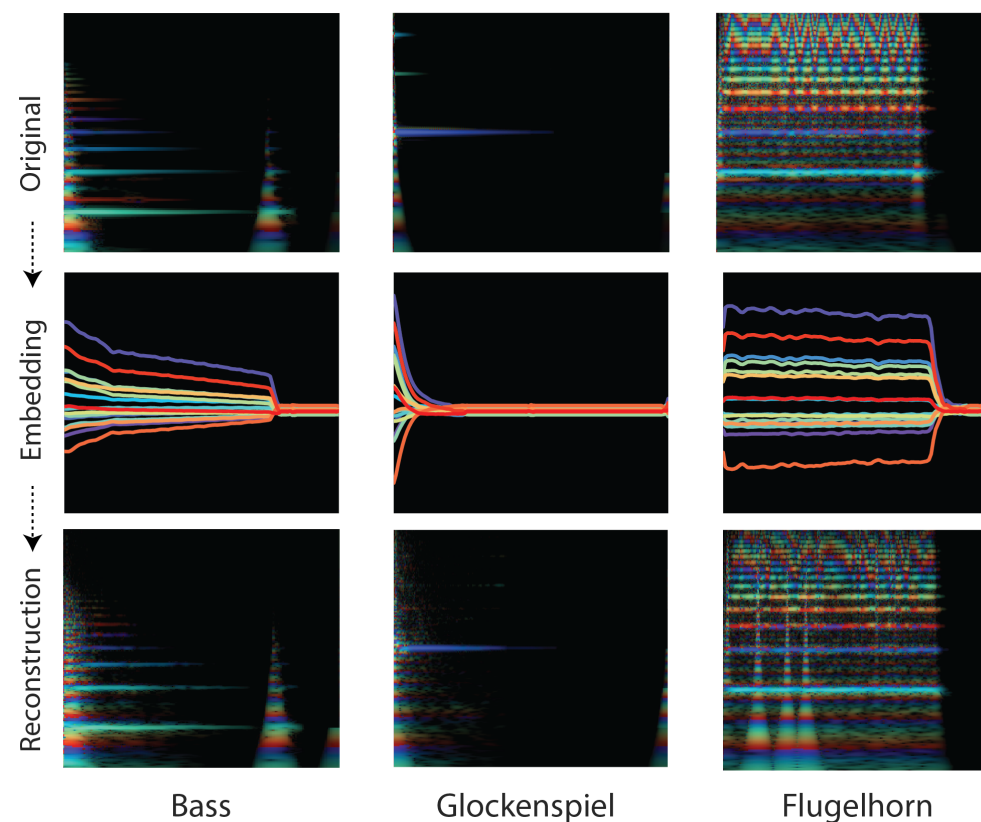 Original
Embedding
Reconstruction
Bass
Glockenspiel
Flugelhorn